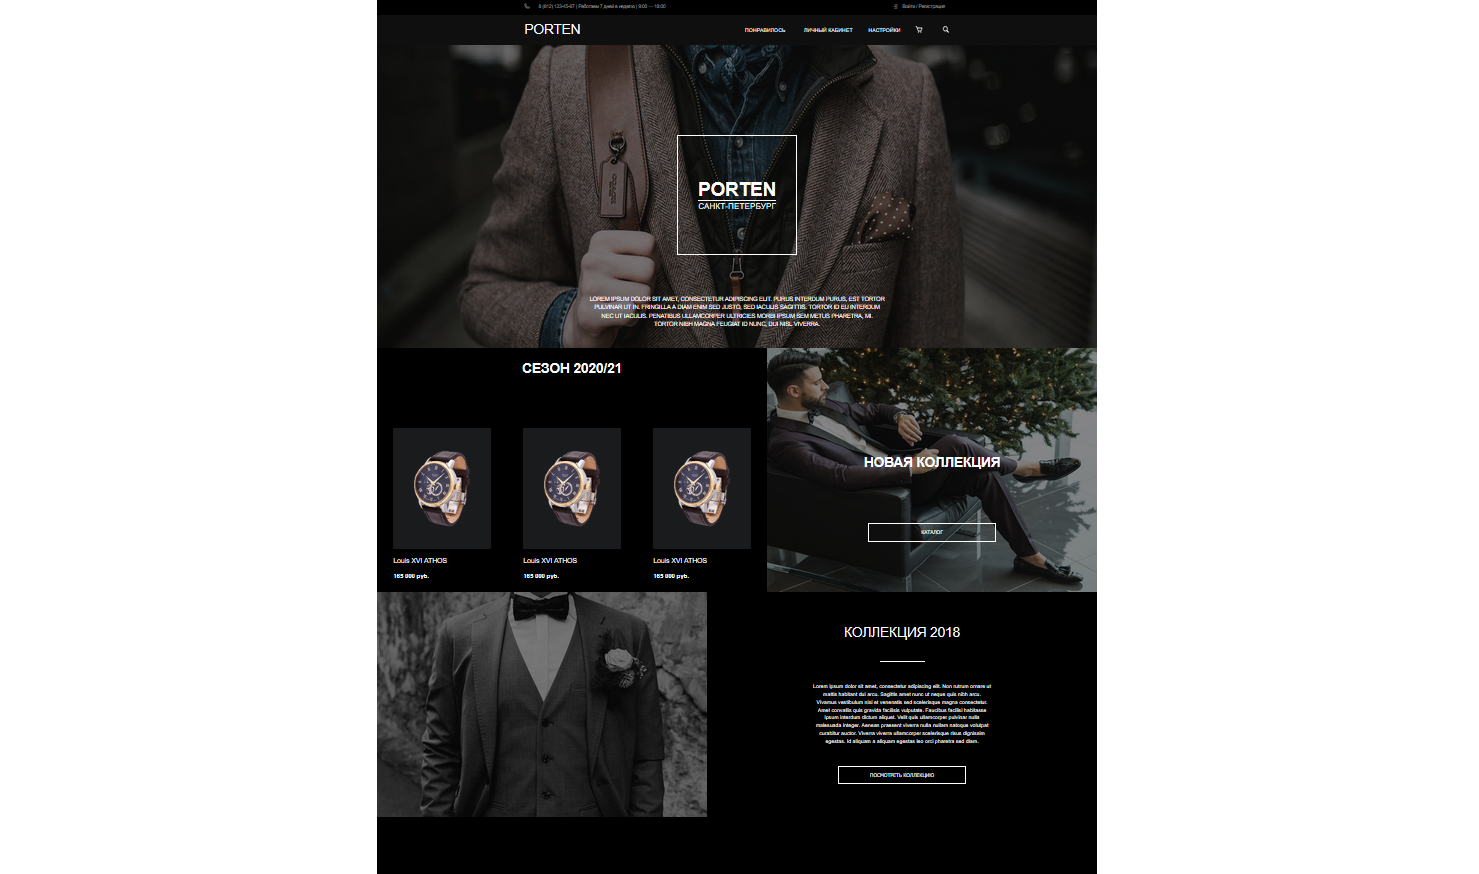 8 (812) 123-45-67 | Работаем 7 дней в неделю | 9:00 — 18:00
Войти / Регистрация
PORTEN
ПОНРАВИЛОСЬ
ЛИЧНЫЙ КАБИНЕТ
НАСТРОЙКИ
PORTEN
САНКТ-ПЕТЕРБУРГ
LOREM IPSUM DOLOR SIT AMET, CONSECTETUR ADIPISCING ELIT. PURUS INTERDUM PURUS, EST TORTOR
PULVINAR UT IN. FRINGILLA A DIAM ENIM SED JUSTO, SED IACULIS SAGITTIS. TORTOR ID EU INTERDUM
NEC UT IACULIS. PENATIBUS ULLAMCORPER ULTRICIES MORBI IPSUM SEM METUS PHARETRA, MI.
TORTOR NIBH MAGNA FEUGIAT ID NUNC, DUI NISL VIVERRA.
СЕЗОН 2020/21
Louis XVI ATHOS
165 000 руб.
Louis XVI ATHOS
165 000 руб.
Louis XVI ATHOS
165 000 руб.
НОВАЯ КОЛЛЕКЦИЯ
КАТАЛОГ
КОЛЛЕКЦИЯ 2018
Lorem ipsum dolor sit amet, consectetur adipiscing elit. Non rutrum ornare ut
mattis habitant dui arcu. Sagittis amet nunc ut neque quis nibh arcu.
Vivamus vestibulum nisi et venenatis sed scelerisque magna consectetur.
Amet convallis quis gravida facilisis vulputate. Faucibus facilisi habitasse
ipsum interdum dictum aliquet. Velit quis ullamcorper pulvinar nulla
malesuada integer. Aenean praesent viverra nulla nullam natoque volutpat
curabitur auctor. Viverra viverra ullamcorper scelerisque risus dignissim
egestas. Id aliquam a aliquam egestas leo orci pharetra sed diam.
ПОСМОТРЕТЬ КОЛЛЕКЦИЮ